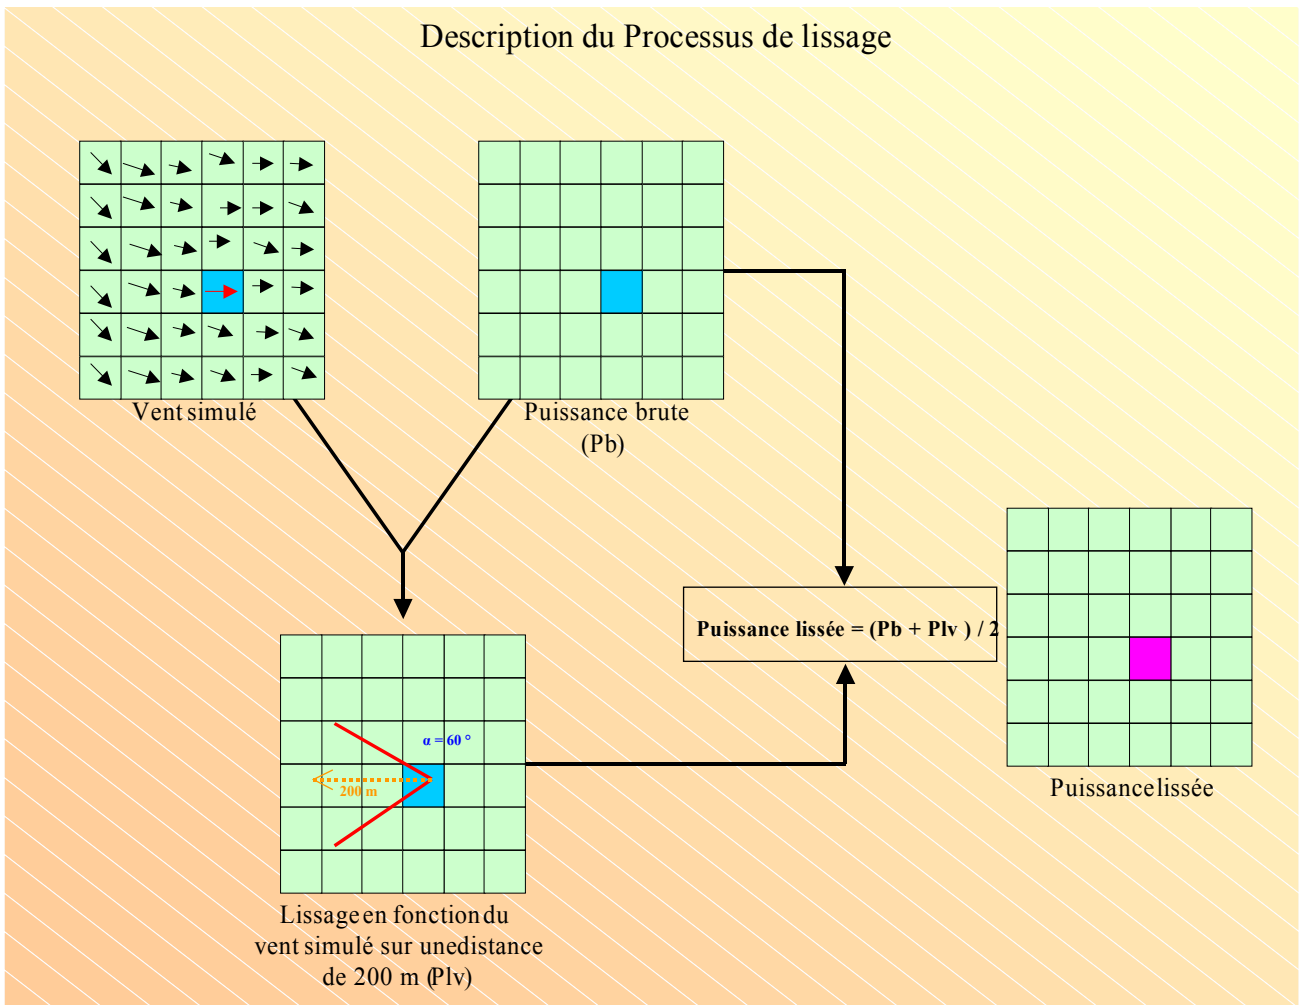 Description du Processus de lissage
Vent simulé
Puissance brute
(Pb)
Puissance lissée = (Pb + Plv ) / 2
α = 60 °
200 m
Puissance lissée
Lissage en fonction du
vent simulé sur une distance
de 200 m (Plv)